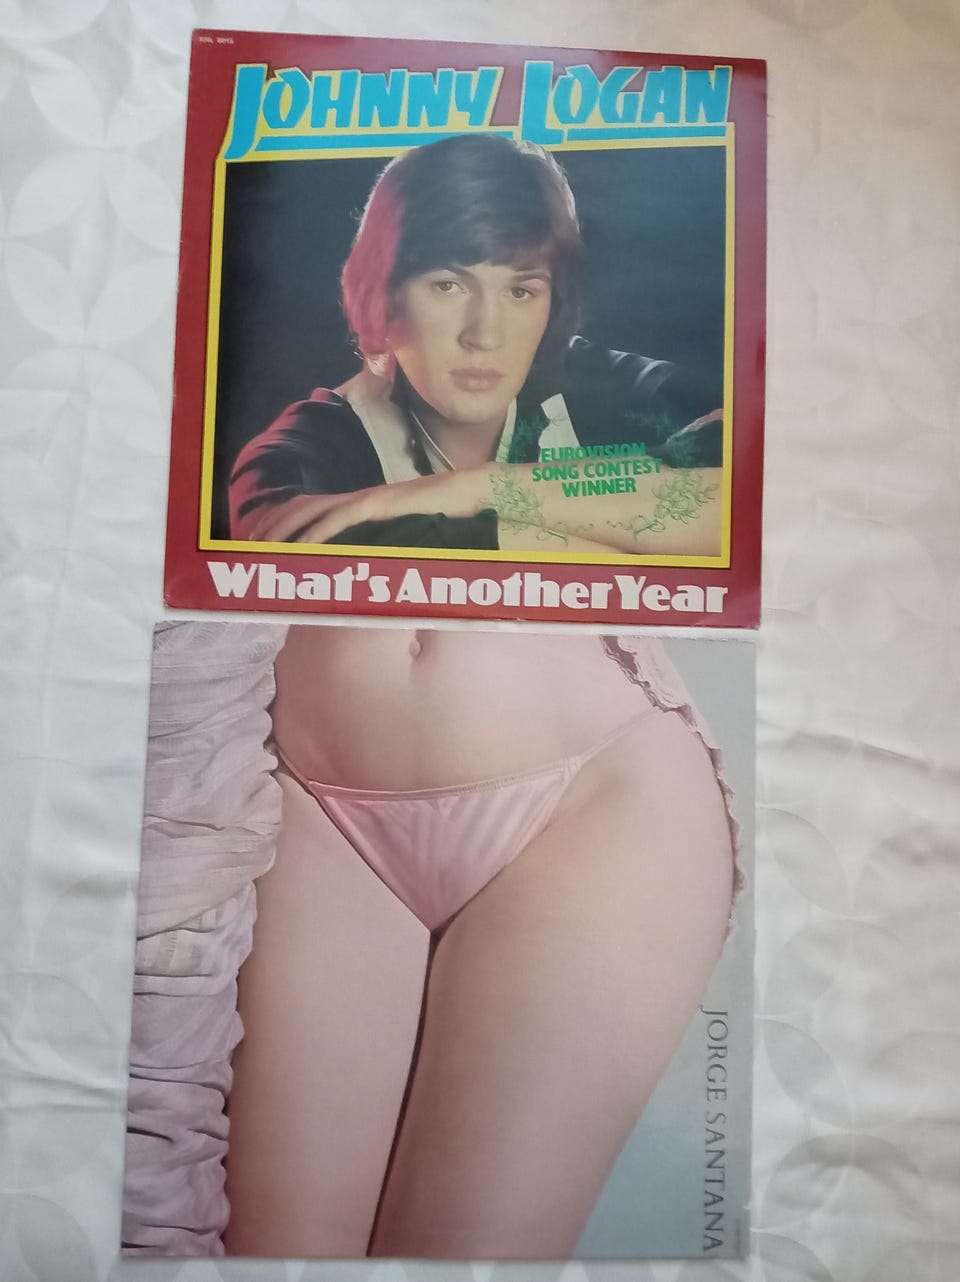 JOHNNY LOGAN
EUROVISION
SONG CONTEST
WINNER
What's Another Year
JORGE SANTANA